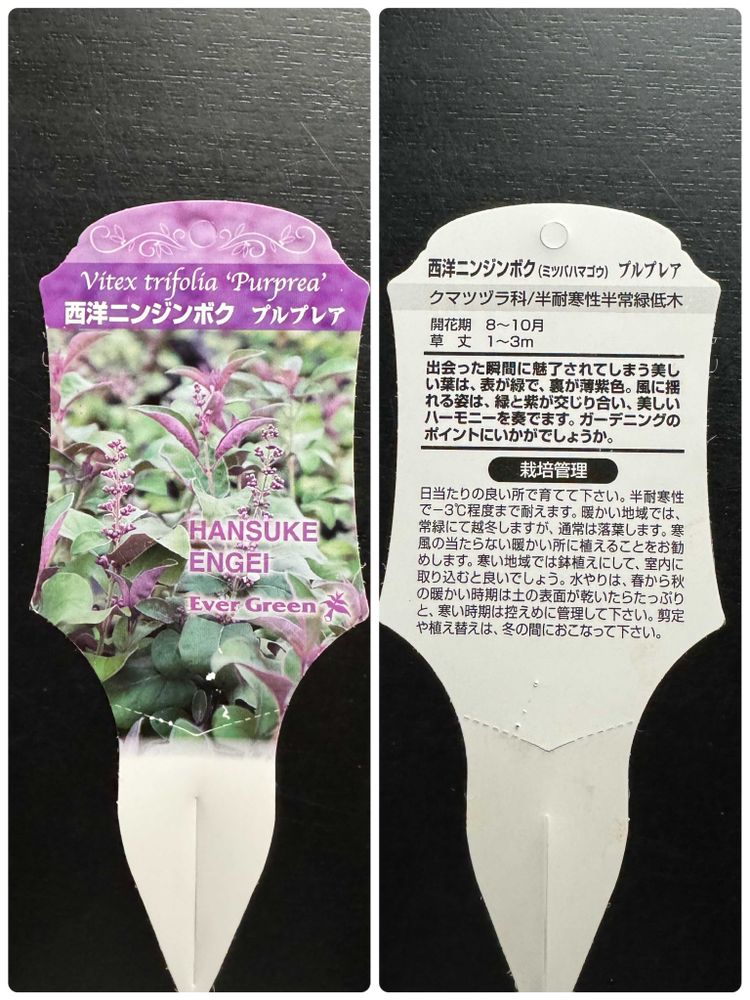 Vitex trifolia ‘Purprea’
西洋ニンジンボク プルプレア
HANSUKE
ENGEI
Ever Green
西洋ニンジンボク(ミツバハマゴウ) プルプレア
クマツヅラ科/半耐寒性半常緑低木
開花期 8〜10月
草 丈 1〜3m
出会った瞬間に魅了されてしまう美し
い葉は、表が緑で、裏が薄紫色。風に揺
れる姿は、緑と紫が交じり合い、美しい
ハーモニーを奏でます。ガーデニングの
ポイントにいかがでしょうか。
栽培管理
日当たりの良い所で育てて下さい。半耐寒性
で−3℃程度まで耐えます。暖かい地域では、
常緑にて越冬しますが、通常は落葉します。寒
風の当たらない暖かい所に植えることをお勧
めします。寒い地域では鉢植えにして、室内に
取り込むと良いでしょう。水やりは、春から秋
の暖かい時期は土の表面が乾いたらたっぷり
と、寒い時期は控えめに管理して下さい。剪定
や植え替えは、冬の間におこなって下さい。